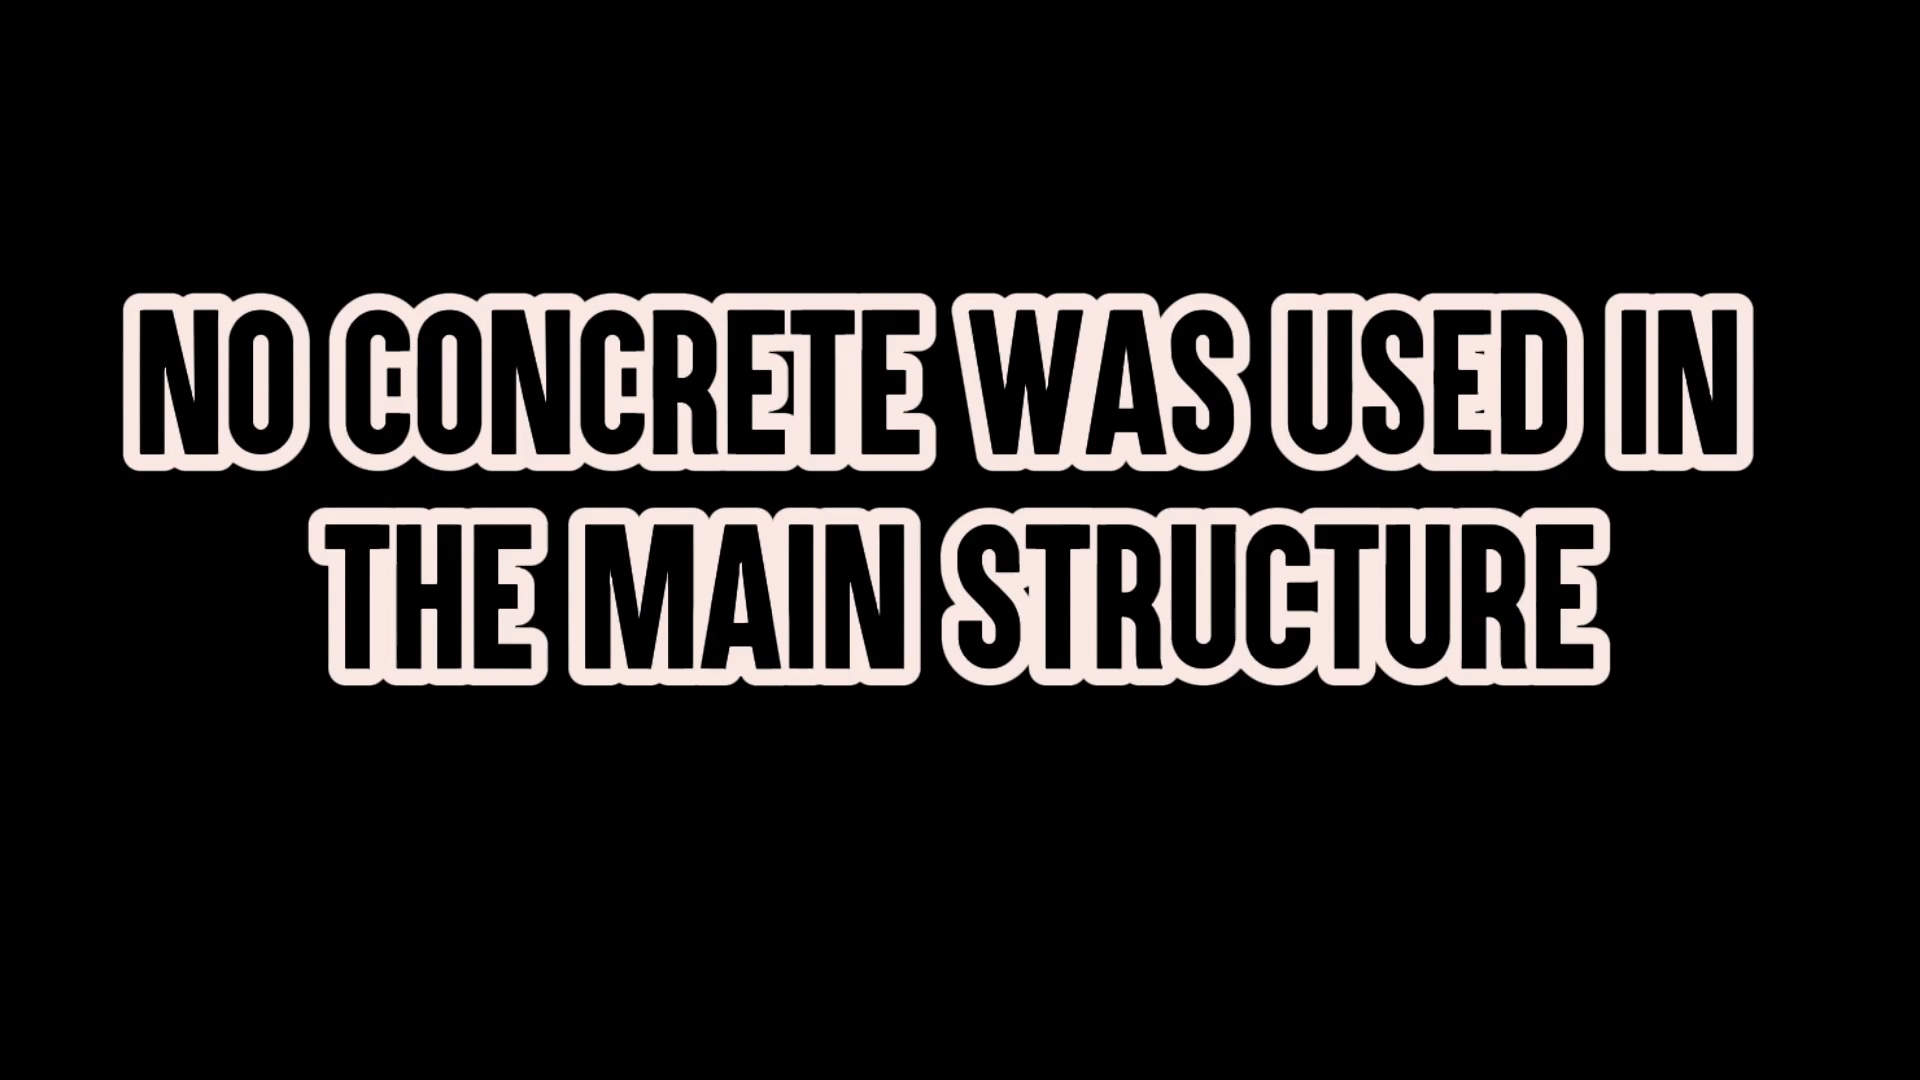 NO CONCRETE WAS USED IN
THE MAIN STRUCTURE